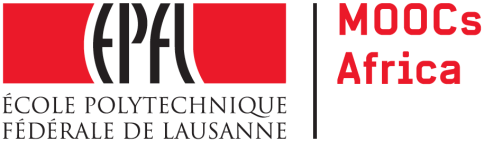 EPFL
ÉCOLE POLYTECHNIQUE
FÉDÉRALE DE LAUSANNE
MOOCs
Africa